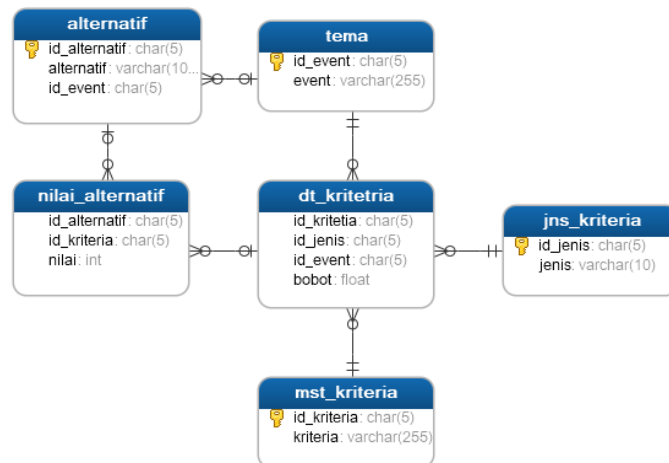 alternatif
id_alternatif: char(5)
alternatif: varchar(10...
id_event: char(5)
tema
id_event: char(5)
event: varchar(255)
nilai_alternatif
id_alternatif: char(5)
id_kriteria: char(5)
nilai: int
dt_kritetria
id_kritetia: char(5)
id_jenis: char(5)
id_event: char(5)
bobot: float
jns_kriteria
id_jenis: char(5)
jenis: varchar(10)
mst_kriteria
id_kriteria: char(5)
kriteria: varchar(255)